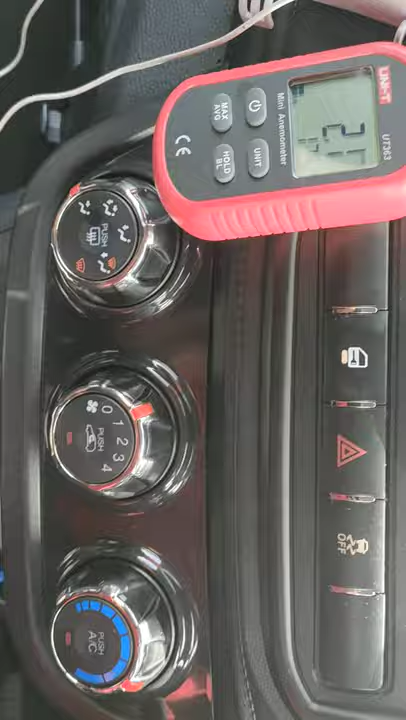 UNI-T
UT363
Mini Anemometer
MAX
AVG
HOLD
BL
UNIT
CE
PUSH
0 1 2 3 4
PUSH
PUSH
A/C
OFF